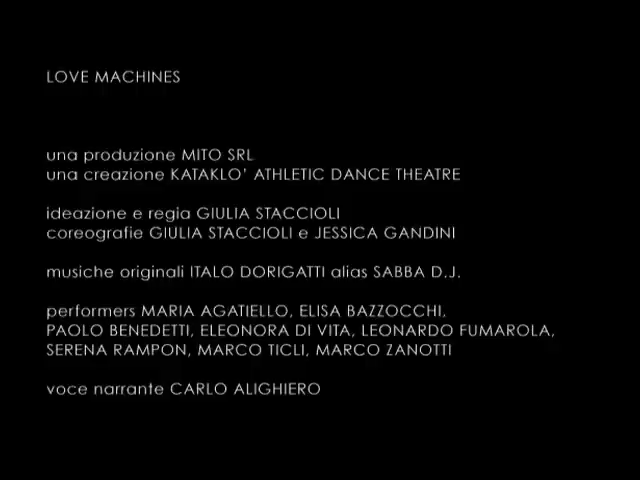 LOVE MACHINES
una produzione MITO SRL
una creazione KATAKLO' ATHLETIC DANCE THEATRE
ideazione e regia GIULIA STACCIOLI
coreografie GIULIA STACCIOLI e JESSICA GANDINI
musiche originali ITALO DORIGATTI alias SABBA D.J.
performers MARIA AGATIELLO, ELISA BAZZOCCHI,
PAOLO BENEDETTI, ELEONORA DI VITA, LEONARDO FUMAROLA,
SERENA RAMPON, MARCO TICLI, MARCO ZANOTTI
voce narrante CARLO ALIGHIERO